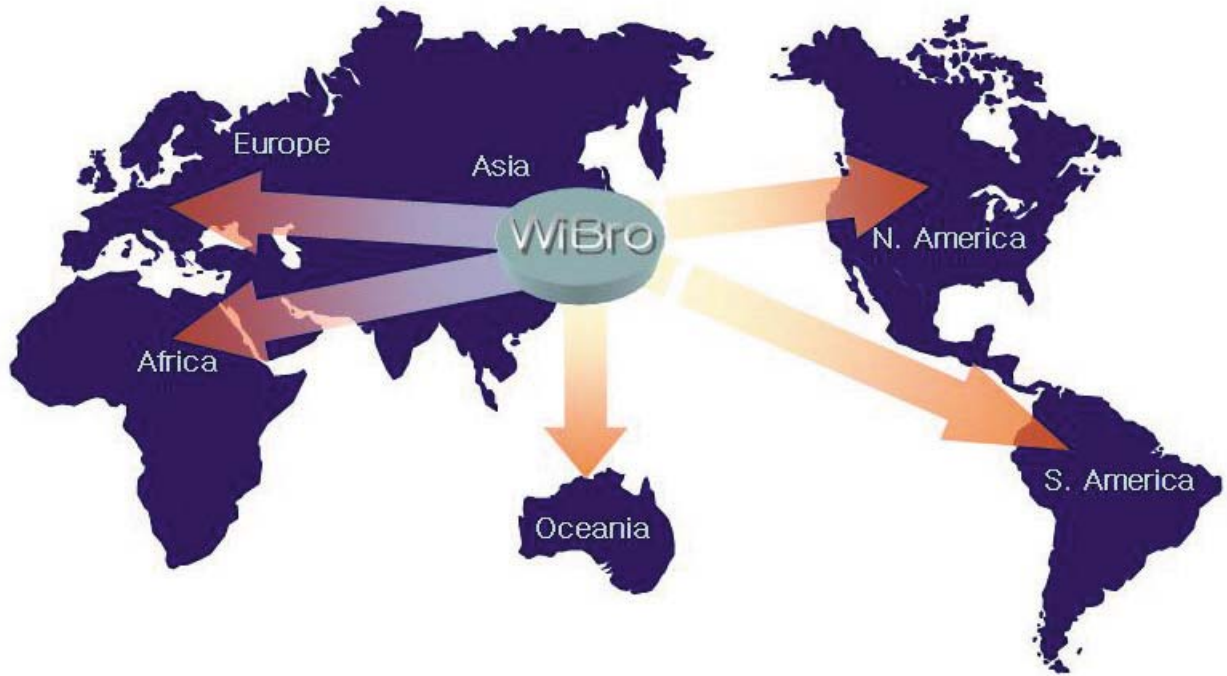 Europe
Asia
WiBro
N. America
Africa
S. America
Oceania